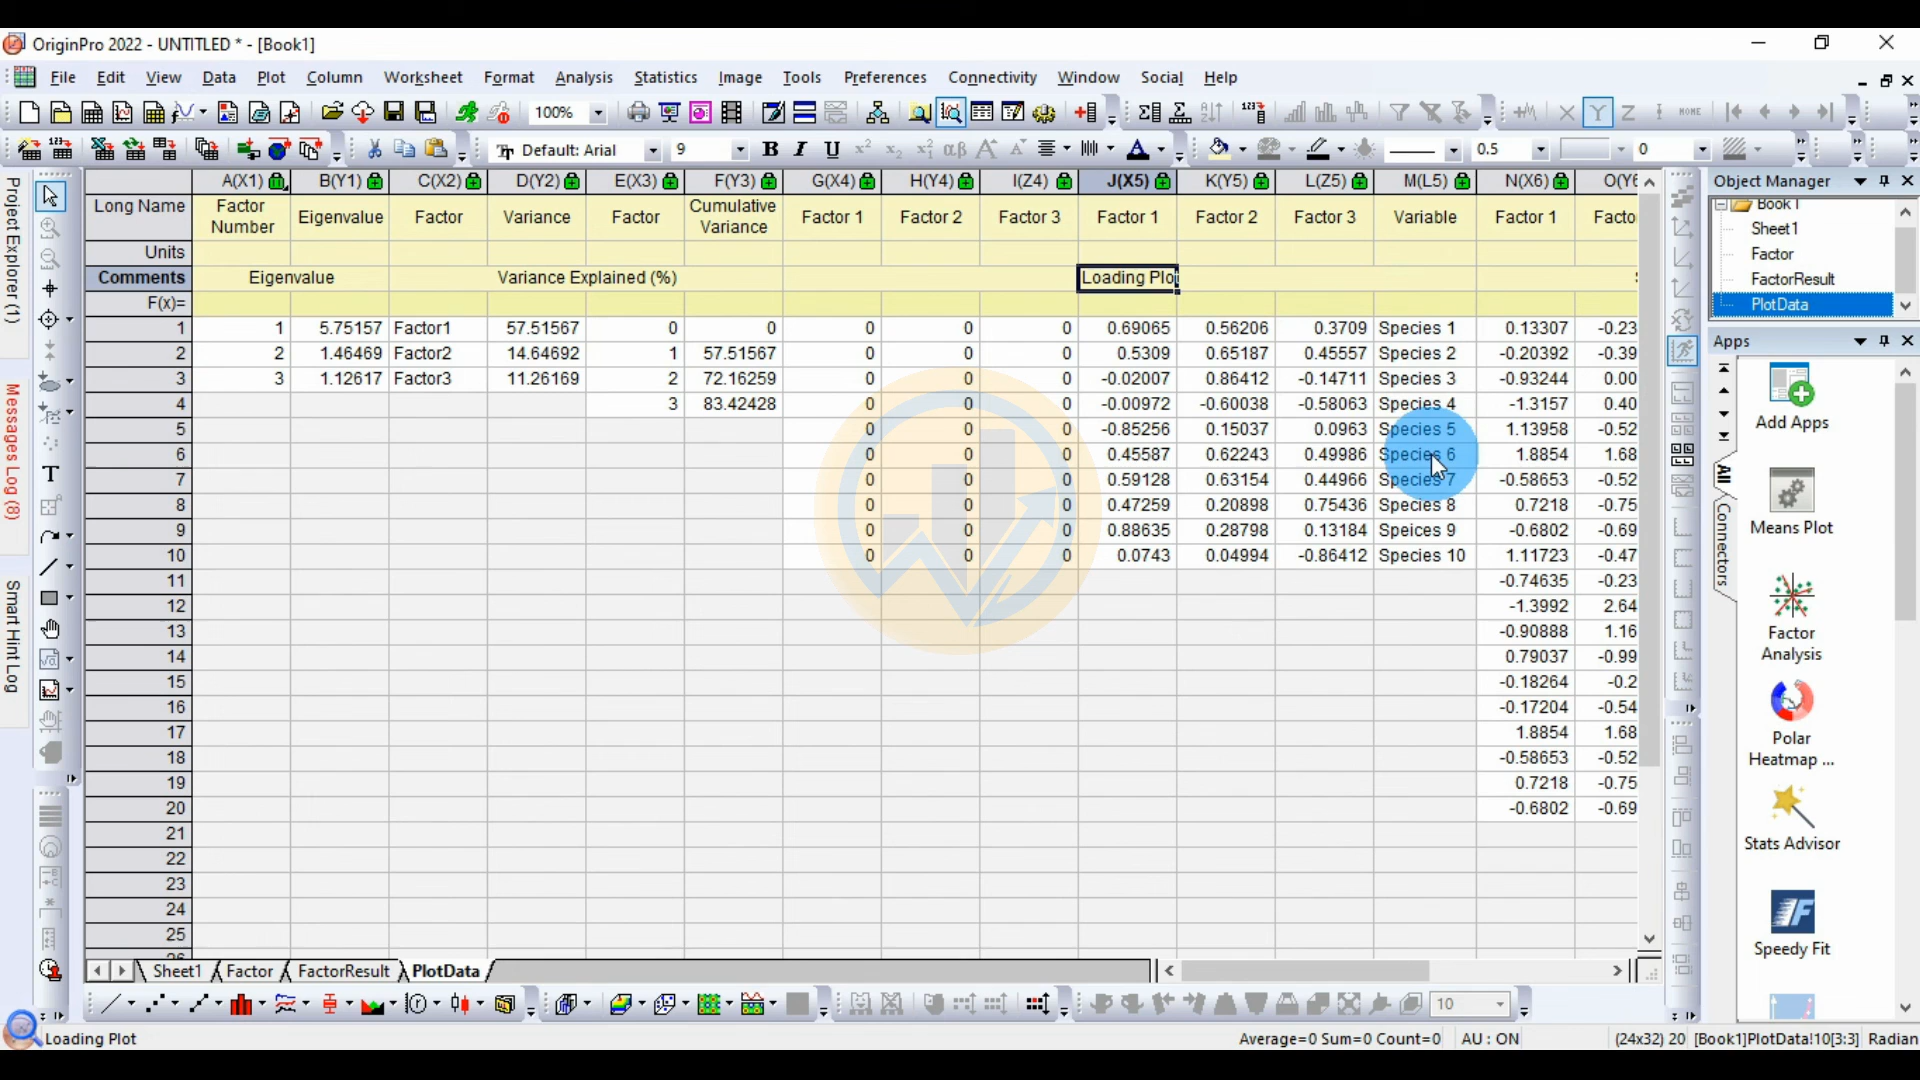 OriginPro 2022 - UNTITLED * - [Book1]
File Edit View Data Plot Column Worksheet Format Analysis Statistics Image Tools Preferences Connectivity Window Social Help
100%
Default: Arial 9 B I U 0.5 0
A(X1) B(Y1) C(X2) D(Y2) E(X3) F(Y3) G(X4) H(Y4) I(Z4) J(X5) K(Y5) L(Z5) M(L5) N(X6) O(Y6
Long Name Factor Number Eigenvalue Factor Variance Factor Cumulative Variance Factor 1 Factor 2 Factor 3 Factor 1 Factor 2 Factor 3 Variable Factor 1 Facto
Units
Comments Eigenvalue Variance Explained (%) Loading Plot
F(x)=
1 1 5.75157 Factor1 57.51567 0 0 0 0 0 0.69065 0.56206 0.3709 Species 1 0.13307 -0.23
2 2 1.46469 Factor2 14.64692 1 57.51567 0 0 0 0.5309 0.65187 0.45557 Species 2 -0.20392 -0.39
3 3 1.12617 Factor3 11.26169 2 72.16259 0 0 0 -0.02007 0.86412 -0.14711 Species 3 -0.93244 0.00
4 3 83.42428 0 0 0 -0.00972 -0.60038 -0.58063 Species 4 -1.3157 0.40
5 0 0 0 -0.85256 0.15037 0.0963 Species 5 1.13958 -0.52
6 0 0 0 0.45587 0.62243 0.49986 Species 6 1.8854 1.68
7 0 0 0 0.59128 0.63154 0.44966 Species 7 -0.58653 -0.52
8 0 0 0 0.47259 0.20898 0.75436 Species 8 0.7218 -0.75
9 0 0 0 0.88635 0.28798 0.13184 Speices 9 -0.6802 -0.69
10 0 0 0 0.0743 0.04994 -0.86412 Species 10 1.11723 -0.47
11 -0.74635 -0.23
12 -1.3992 2.64
13 -0.90888 1.16
14 0.79037 -0.99
15 -0.18264 -0.2
16 -0.17204 -0.54
17 1.8854 1.68
18 -0.58653 -0.52
19 0.7218 -0.75
20 -0.6802 -0.69
21
22
23
24
25
Sheet1 Factor FactorResult PlotData
10
Loading Plot
Average=0 Sum=0 Count=0 AU : ON (24x32) 20 [Book1]PlotData!10[3:3] Radian
Project Explorer (1)
Messages Log (8)
Smart Hint Log
Object Manager
Book1
Sheet1
Factor
FactorResult
PlotData
Apps
All
Connectors
Add Apps
Means Plot
Factor
Analysis
Polar
Heatmap ...
Stats Advisor
Speedy Fit